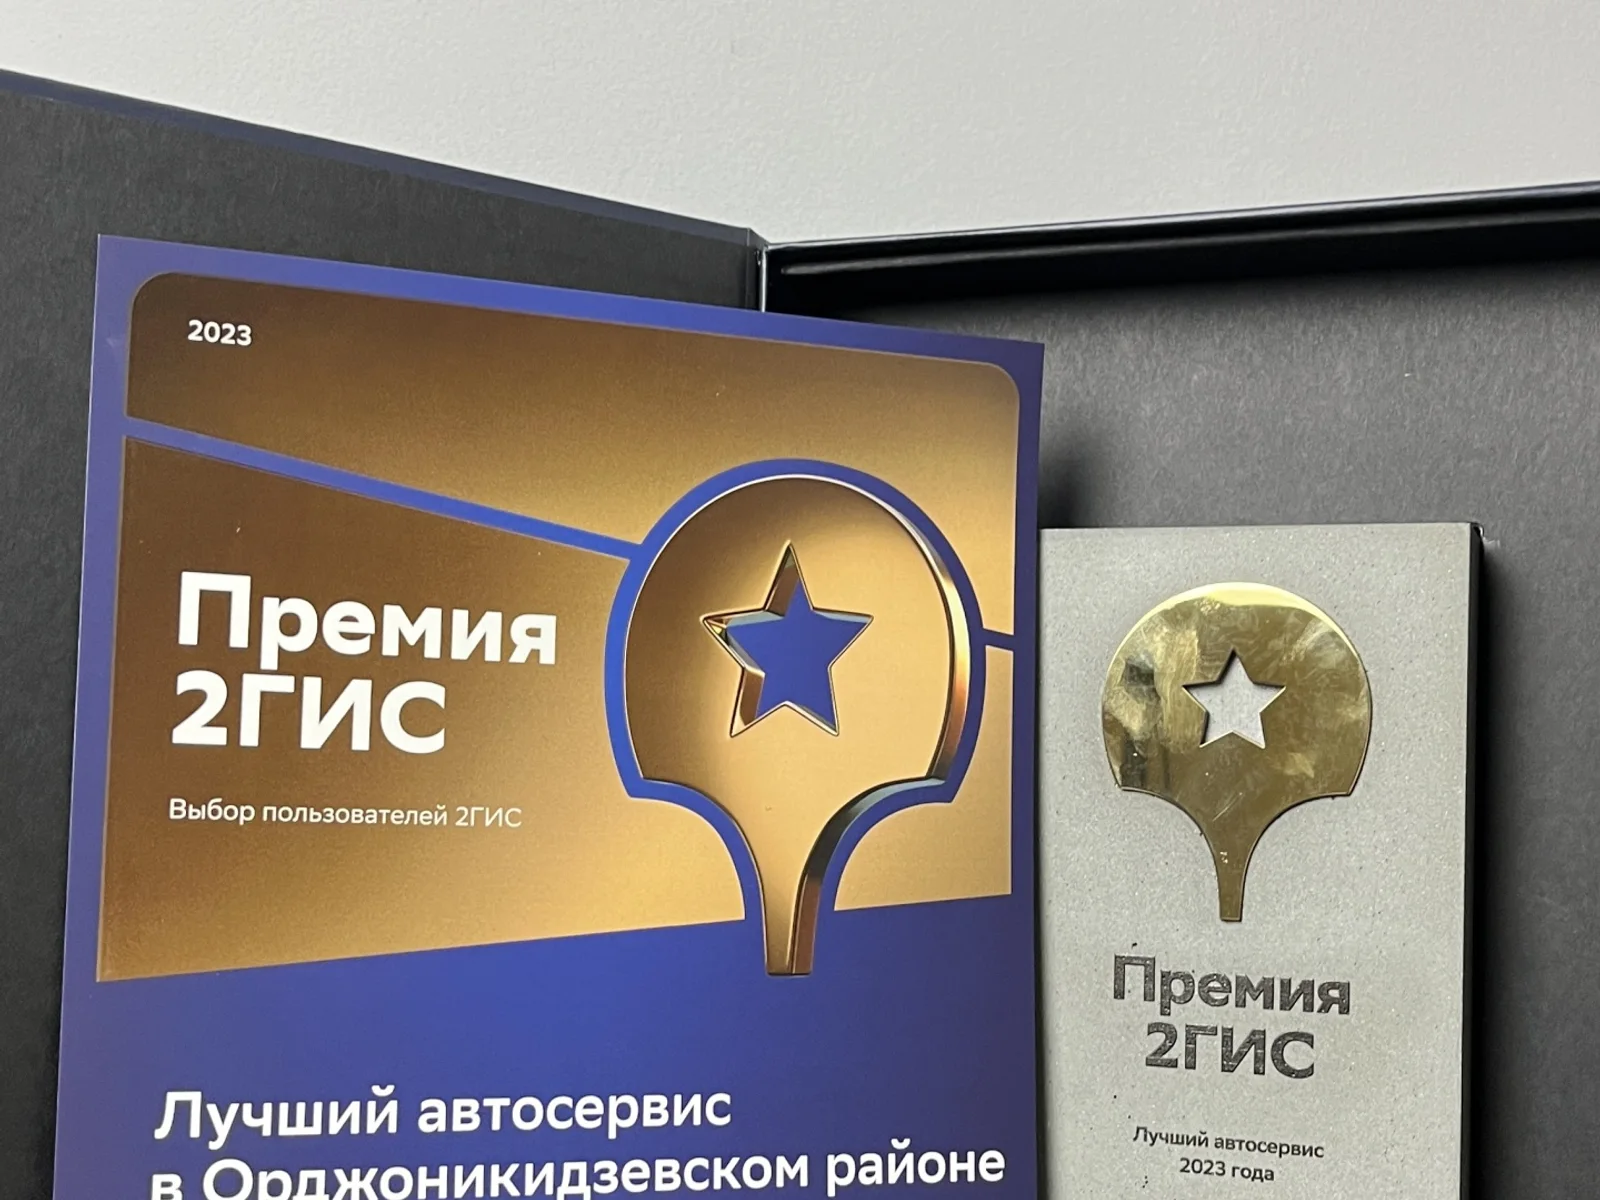 2023
Премия
2ГИС
Выбор пользователей 2ГИС
Лучший автосервис
в Орджоникидзевском районе
Премия
2ГИС
Лучший автосервис
2023 года